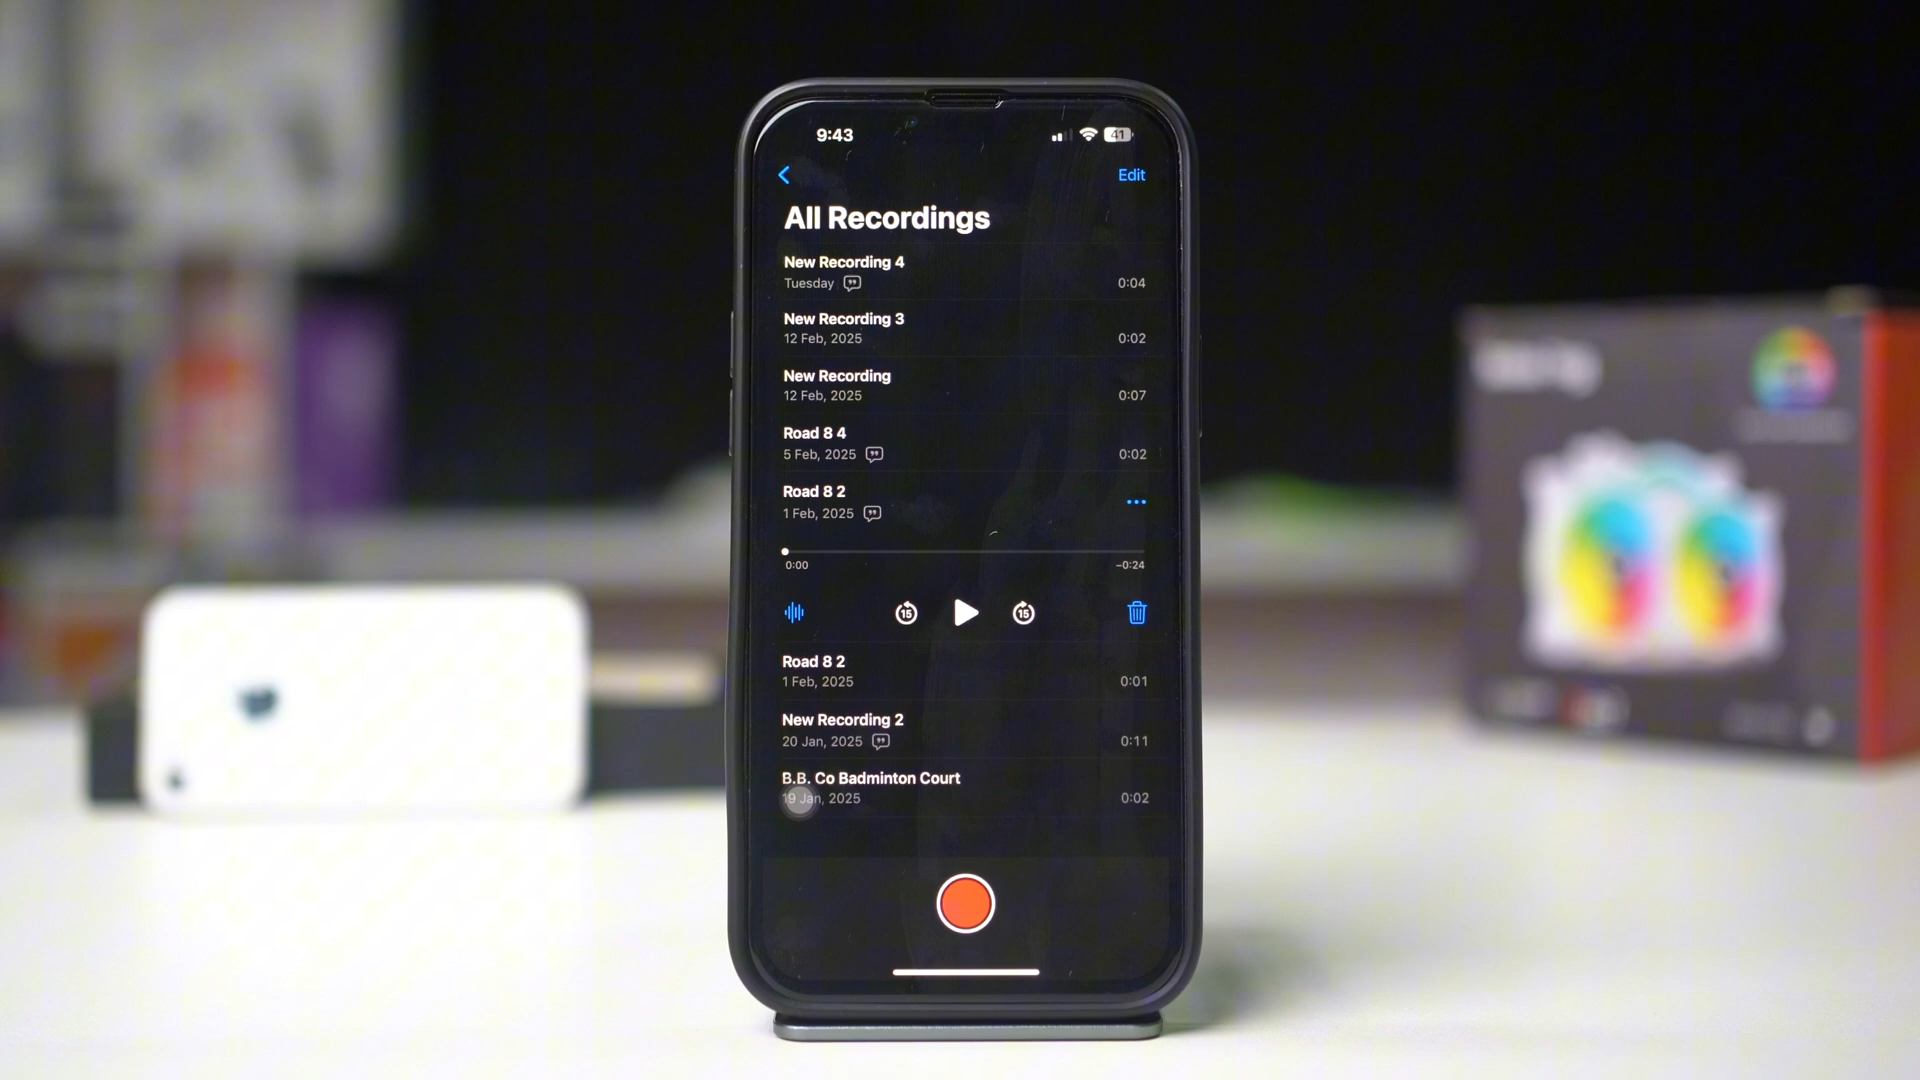 9:43
41
Edit
All Recordings
New Recording 4
Tuesday
0:04
New Recording 3
12 Feb, 2025
0:02
New Recording
12 Feb, 2025
0:07
Road 8 4
5 Feb, 2025
0:02
Road 8 2
1 Feb, 2025
0:00
−0:24
15
15
Road 8 2
1 Feb, 2025
0:01
New Recording 2
20 Jan, 2025
0:11
B.B. Co Badminton Court
19 Jan, 2025
0:02